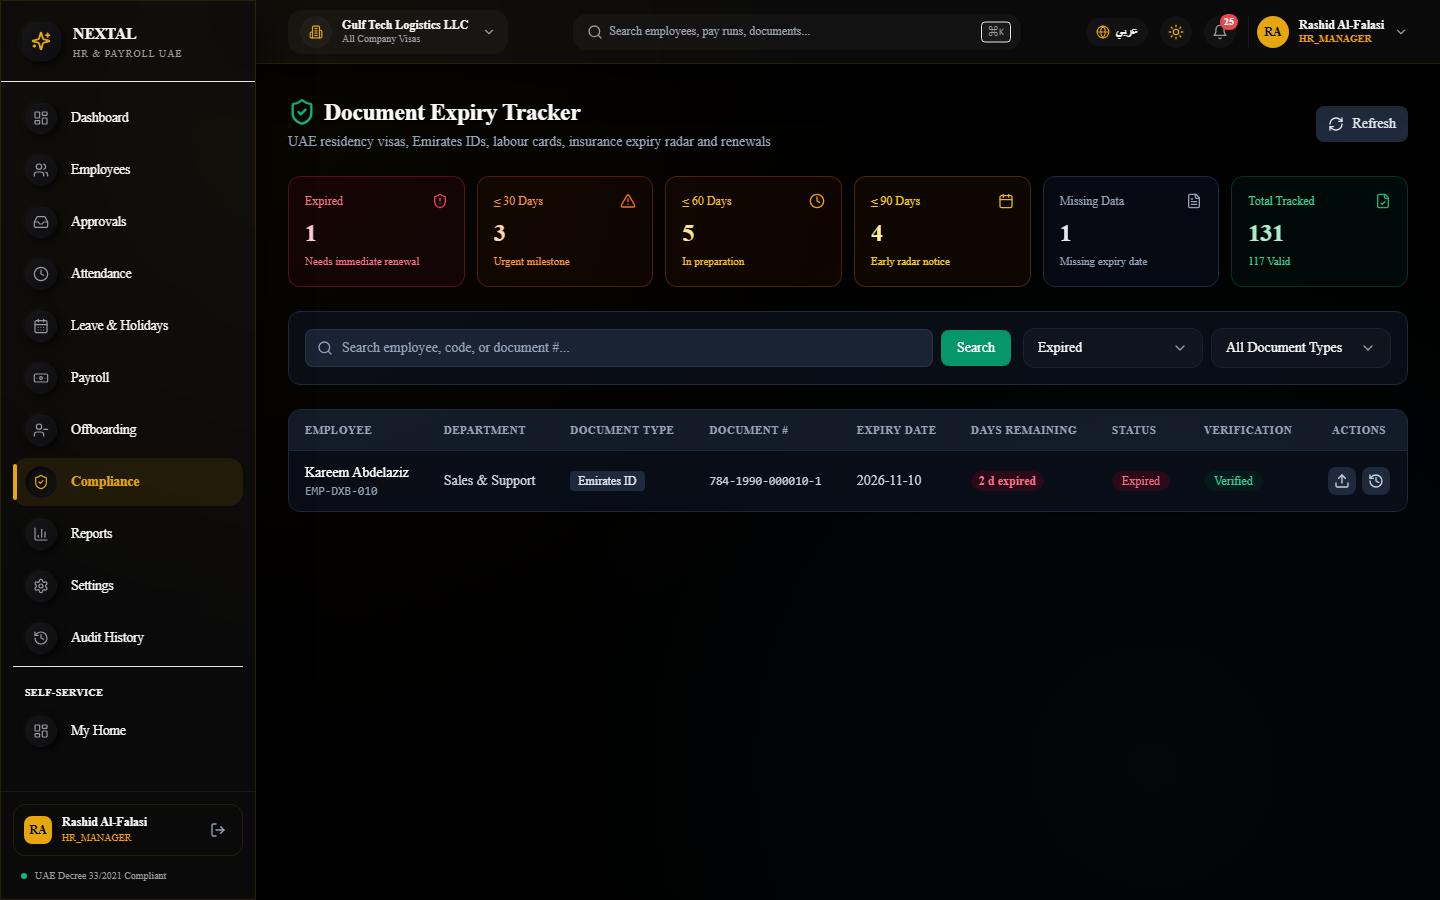 NEXTAL
HR & PAYROLL UAE
Dashboard
Employees
Approvals
Attendance
Leave & Holidays
Payroll
Offboarding
Compliance
Reports
Settings
Audit History
SELF-SERVICE
My Home
RA
Rashid Al-Falasi
HR_MANAGER
UAE Decree 33/2021 Compliant
Gulf Tech Logistics LLC
All Company Visas
Search employees, pay runs, documents...
⌘K
عربي
25
RA
Rashid Al-Falasi
HR_MANAGER
Document Expiry Tracker
UAE residency visas, Emirates IDs, labour cards, insurance expiry radar and renewals
Refresh
Expired
1
Needs immediate renewal
≤ 30 Days
3
Urgent milestone
≤ 60 Days
5
In preparation
≤ 90 Days
4
Early radar notice
Missing Data
1
Missing expiry date
Total Tracked
131
117 Valid
Search employee, code, or document #...
Search
Expired
All Document Types
EMPLOYEE DEPARTMENT DOCUMENT TYPE DOCUMENT # EXPIRY DATE DAYS REMAINING STATUS VERIFICATION ACTIONS
Kareem Abdelaziz
EMP-DXB-010
Sales & Support
Emirates ID
784-1990-000010-1
2026-11-10
2 d expired
Expired
Verified